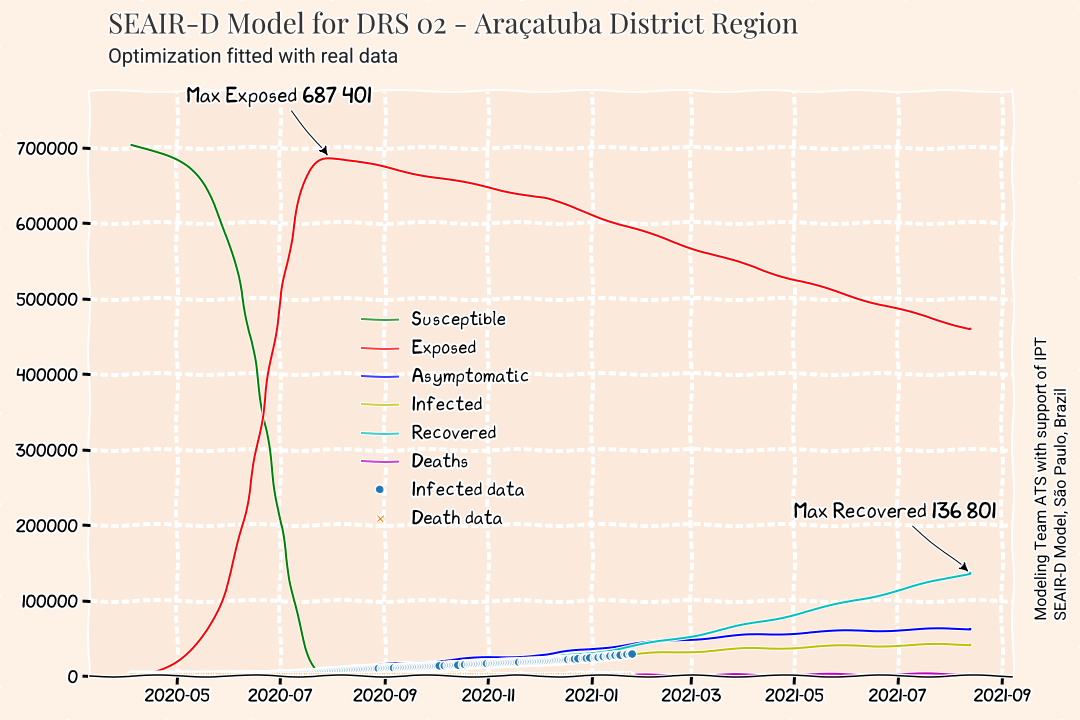 SEAIR-D Model for DRS 02 - Araçatuba District Region
Optimization fitted with real data
Max Exposed 687 401
700000
600000
500000
400000
300000
200000
100000
0
Susceptible
Exposed
Asymptomatic
Infected
Recovered
Deaths
Infected data
Death data
Max Recovered 136 801
2020-05
2020-07
2020-09
2020-11
2021-01
2021-03
2021-05
2021-07
2021-09
Modeling Team ATS with support of IPT
SEAIR-D Model, São Paulo, Brazil